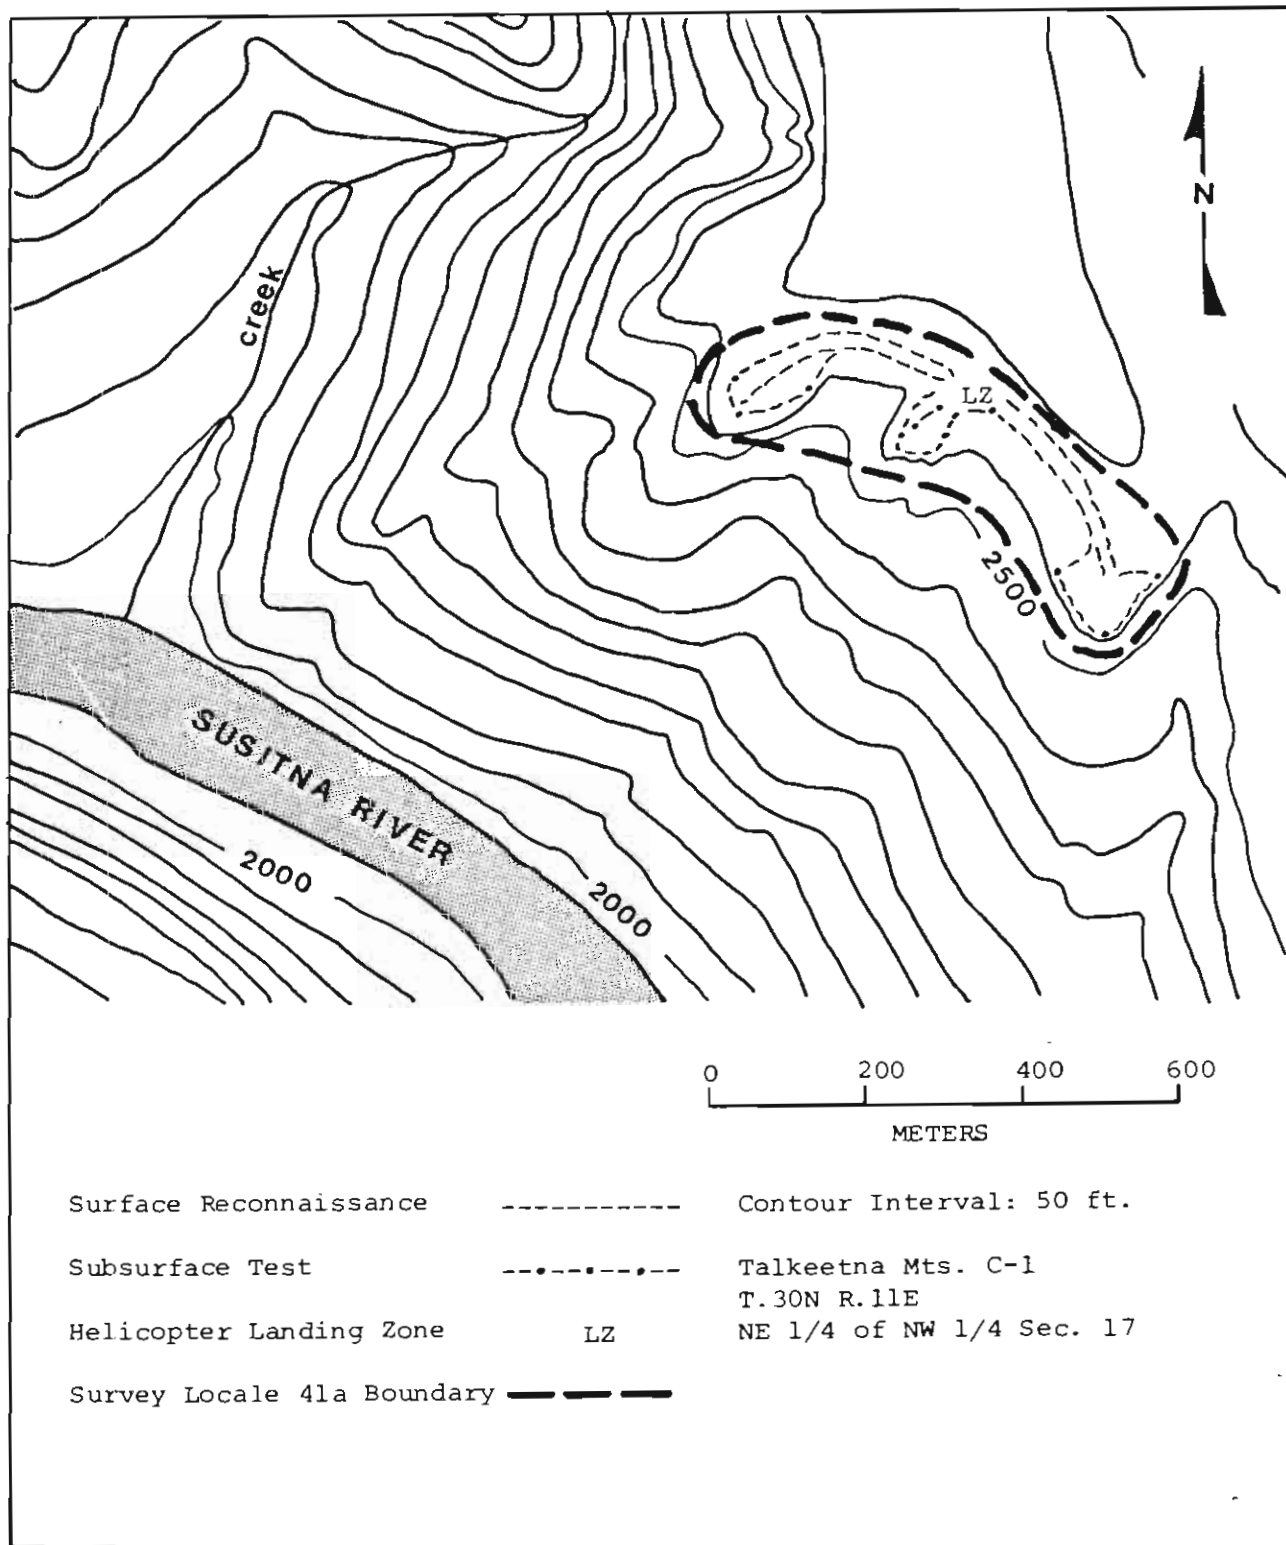 N
creek
LZ
2500
SUSITNA RIVER
2000
2000
0 200 400 600
METERS
Surface Reconnaissance
Contour Interval: 50 ft.
Subsurface Test
Talkeetna Mts. C-1
T.30N R.11E
Helicopter Landing Zone LZ
NE 1/4 of NW 1/4 Sec. 17
Survey Locale 41a Boundary